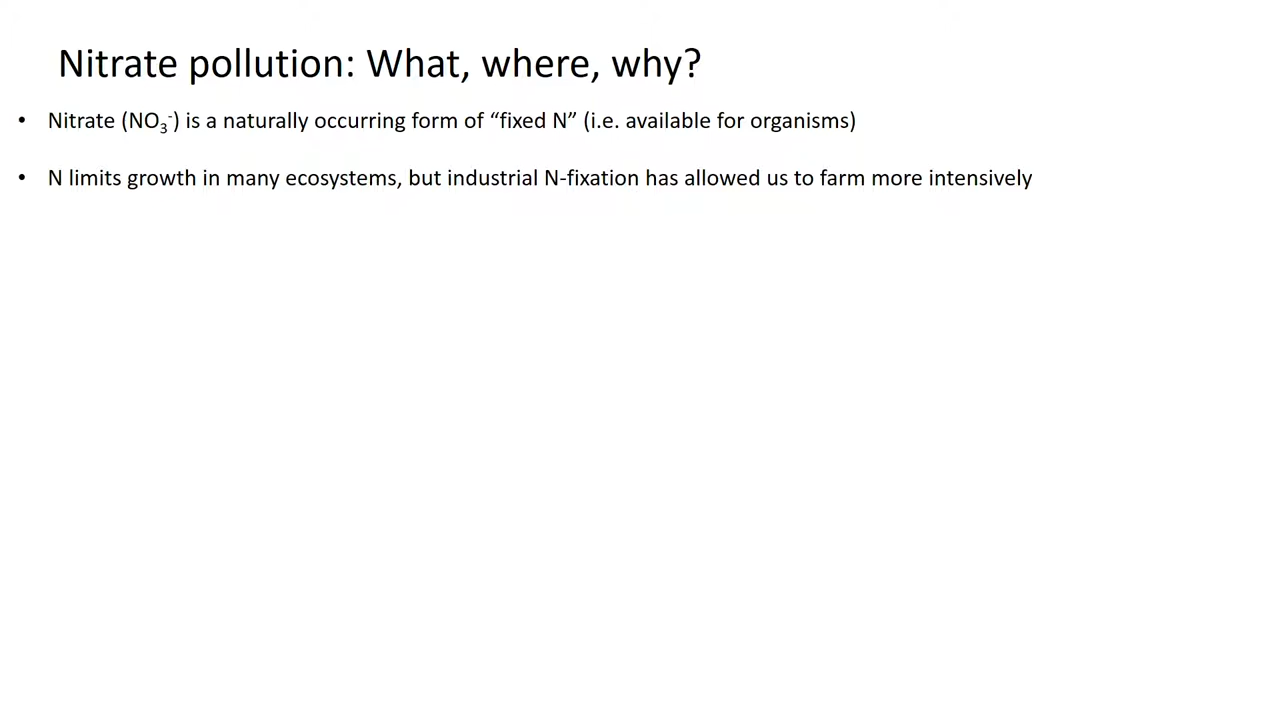 Nitrate pollution: What, where, why?
• Nitrate (NO₃⁻) is a naturally occurring form of “fixed N” (i.e. available for organisms)
• N limits growth in many ecosystems, but industrial N-fixation has allowed us to farm more intensively